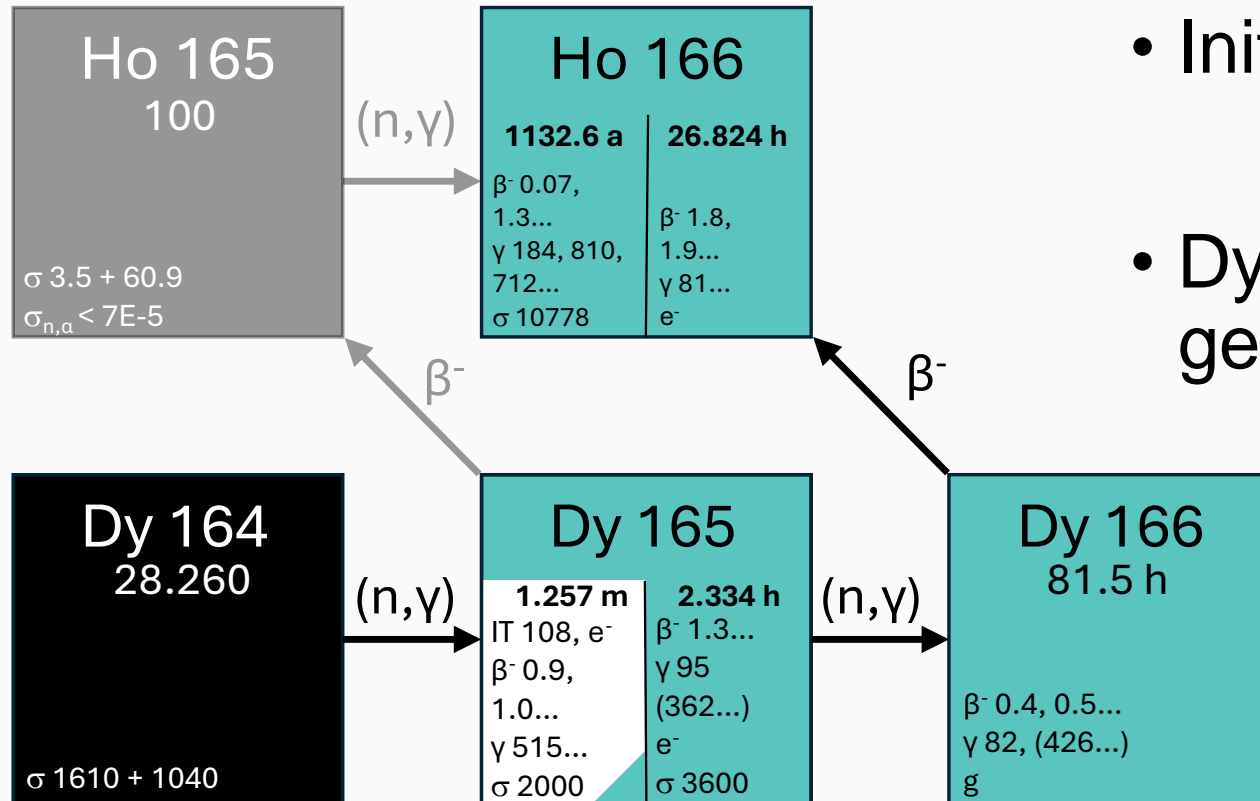 Ho 165
100
σ 3.5 + 60.9
σn,α < 7E-5
(n,γ)
Ho 166
1132.6 a
β- 0.07,
1.3...
γ 184, 810,
712...
σ 10778
26.824 h
β- 1.8,
1.9...
γ 81...
e-
β-
β-
Dy 164
28.260
σ 1610 + 1040
(n,γ)
Dy 165
1.257 m
IT 108, e-
β- 0.9,
1.0...
γ 515...
σ 2000
2.334 h
β- 1.3...
γ 95
(362...)
e-
σ 3600
(n,γ)
Dy 166
81.5 h
β- 0.4, 0.5...
γ 82, (426...)
g
• Ini
• Dy
ge